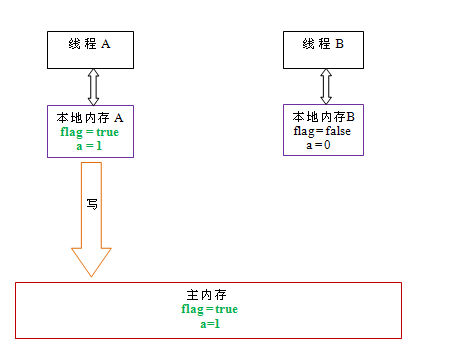 线程 A
线程 B
本地内存 A
flag = true
a = 1
本地内存B
flag=false
a=0
写
主内存
flag =true
a=1